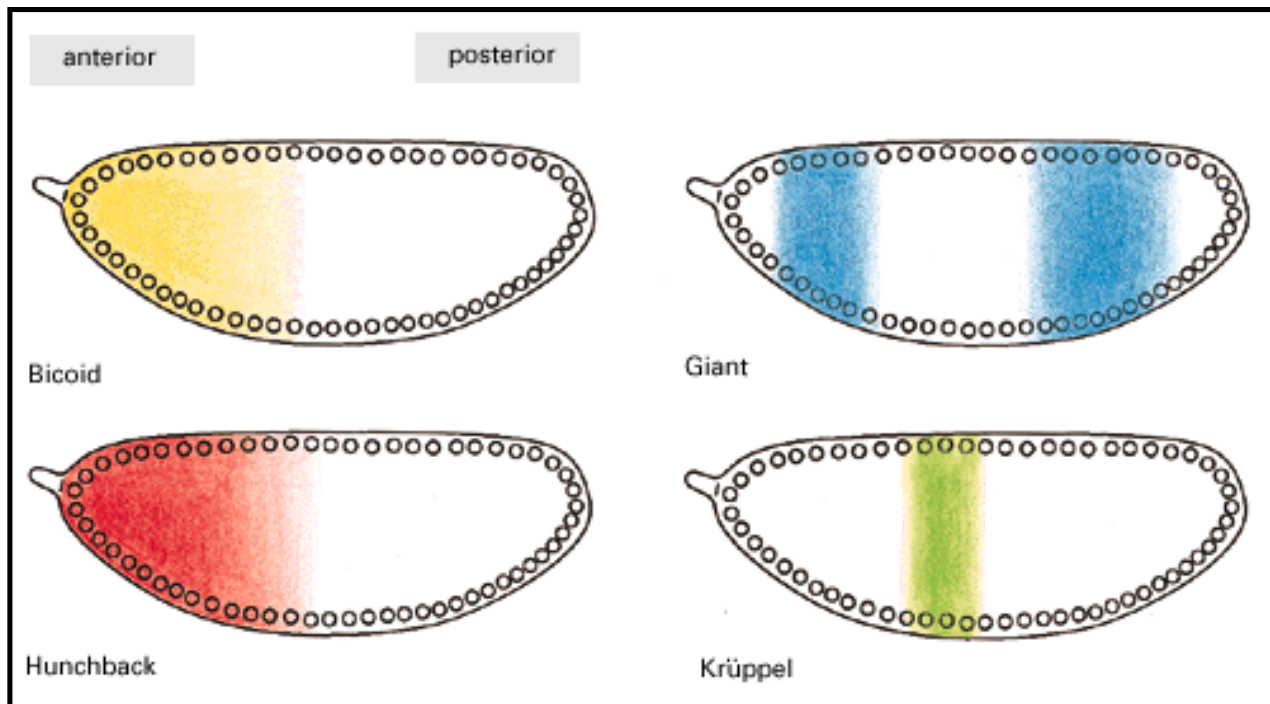 anterior
posterior
Bicoid
Giant
Hunchback
Krüppel